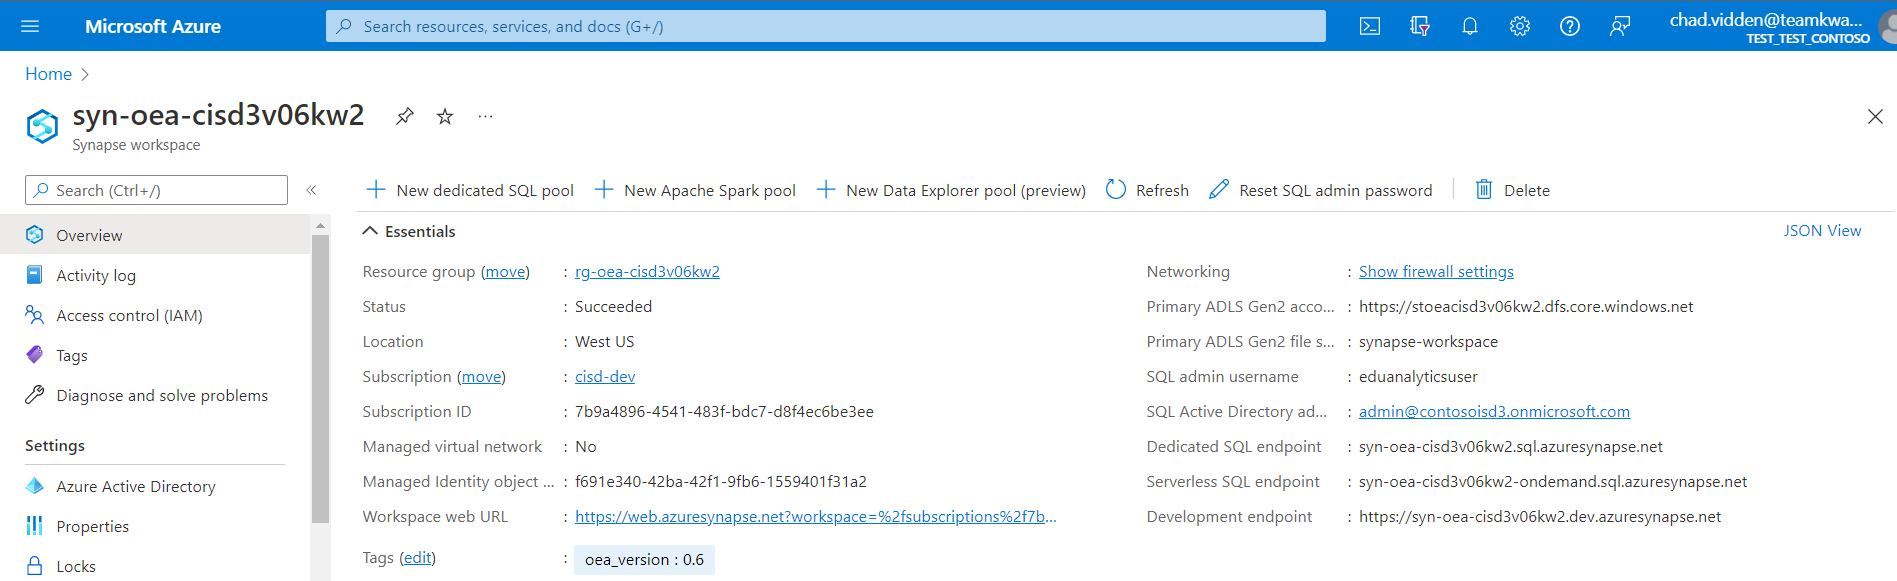 Microsoft Azure
Search resources, services, and docs (G+/)
chad.vidden@teamkwa...
TEST_TEST_CONTOSO
Home
syn-oea-cisd3v06kw2
Synapse workspace
Search (Ctrl+/)
New dedicated SQL pool
New Apache Spark pool
New Data Explorer pool (preview)
Refresh
Reset SQL admin password
Delete
Overview
Activity log
Access control (IAM)
Tags
Diagnose and solve problems
Settings
Azure Active Directory
Properties
Locks
Essentials
JSON View
Resource group (move) : rg-oea-cisd3v06kw2
Status : Succeeded
Location : West US
Subscription (move) : cisd-dev
Subscription ID : 7b9a4896-4541-483f-bdc7-d8f4ec6be3ee
Managed virtual network : No
Managed Identity object ... : f691e340-42ba-42f1-9fb6-1559401f31a2
Workspace web URL : https://web.azuresynapse.net?workspace=%2fsubscriptions%2f7b...
Tags (edit) : oea_version : 0.6
Networking : Show firewall settings
Primary ADLS Gen2 acco... : https://stoeacisd3v06kw2.dfs.core.windows.net
Primary ADLS Gen2 file s... : synapse-workspace
SQL admin username : eduanalyticsuser
SQL Active Directory ad... : admin@contosoisd3.onmicrosoft.com
Dedicated SQL endpoint : syn-oea-cisd3v06kw2.sql.azuresynapse.net
Serverless SQL endpoint : syn-oea-cisd3v06kw2-ondemand.sql.azuresynapse.net
Development endpoint : https://syn-oea-cisd3v06kw2.dev.azuresynapse.net